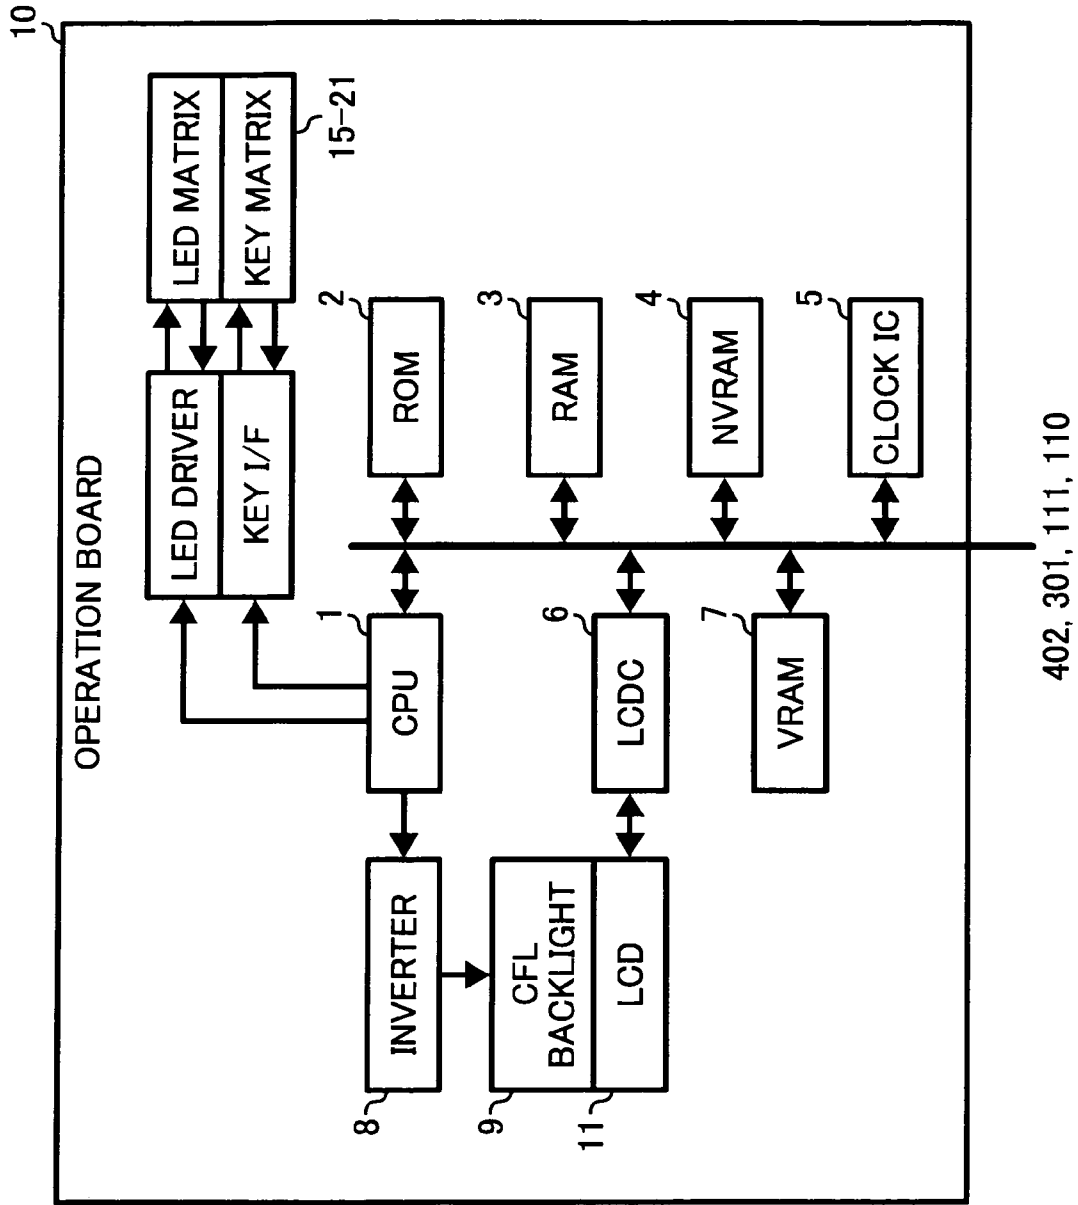 10
OPERATION BOARD
LED DRIVER
LED MATRIX
KEY I/F
KEY MATRIX
15-21
8
INVERTER
1
CPU
2
ROM
9
CFL
BACKLIGHT
3
RAM
11
LCD
6
LCDC
4
NVRAM
7
VRAM
5
CLOCK IC
402, 301, 111, 110